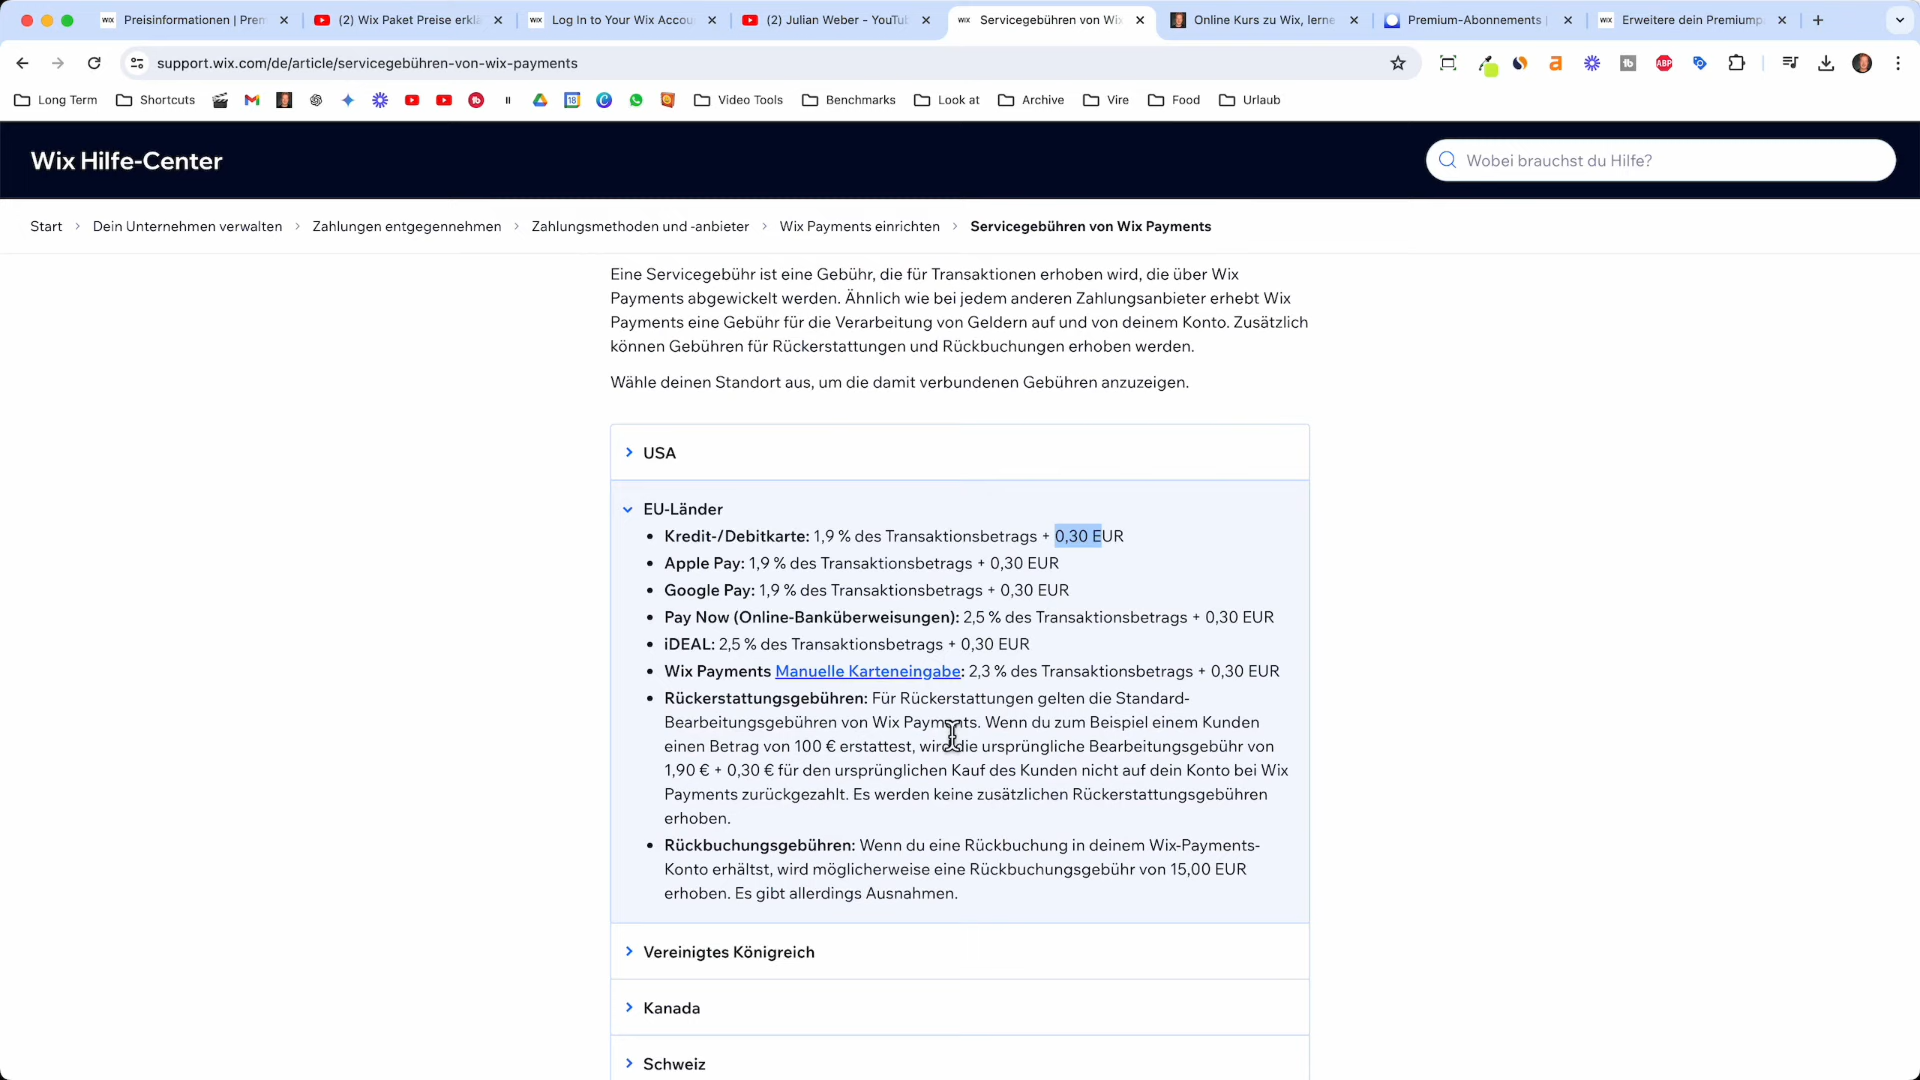 Preisinformationen | Prem
(2) Wix Paket Preise erklä
Log In to Your Wix Accou
(2) Julian Weber - YouTu
Servicegebühren von Wix
Online Kurs zu Wix, lerne
Premium-Abonnements |
Erweitere dein Premiump
support.wix.com/de/article/servicegebühren-von-wix-payments
Long Term
Shortcuts
Video Tools
Benchmarks
Look at
Archive
Vire
Food
Urlaub
Wix Hilfe-Center
Wobei brauchst du Hilfe?
Start > Dein Unternehmen verwalten > Zahlungen entgegennehmen > Zahlungsmethoden und -anbieter > Wix Payments einrichten > Servicegebühren von Wix Payments
Eine Servicegebühr ist eine Gebühr, die für Transaktionen erhoben wird, die über Wix
Payments abgewickelt werden. Ähnlich wie bei jedem anderen Zahlungsanbieter erhebt Wix
Payments eine Gebühr für die Verarbeitung von Geldern auf und von deinem Konto. Zusätzlich
können Gebühren für Rückerstattungen und Rückbuchungen erhoben werden.
Wähle deinen Standort aus, um die damit verbundenen Gebühren anzuzeigen.
USA
EU-Länder
• Kredit-/Debitkarte: 1,9 % des Transaktionsbetrags + 0,30 EUR
• Apple Pay: 1,9 % des Transaktionsbetrags + 0,30 EUR
• Google Pay: 1,9 % des Transaktionsbetrags + 0,30 EUR
• Pay Now (Online-Banküberweisungen): 2,5 % des Transaktionsbetrags + 0,30 EUR
• iDEAL: 2,5 % des Transaktionsbetrags + 0,30 EUR
• Wix Payments Manuelle Karteneingabe: 2,3 % des Transaktionsbetrags + 0,30 EUR
• Rückerstattungsgebühren: Für Rückerstattungen gelten die Standard-
Bearbeitungsgebühren von Wix Payments. Wenn du zum Beispiel einem Kunden
einen Betrag von 100 € erstattest, wird die ursprüngliche Bearbeitungsgebühr von
1,90 € + 0,30 € für den ursprünglichen Kauf des Kunden nicht auf dein Konto bei Wix
Payments zurückgezahlt. Es werden keine zusätzlichen Rückerstattungsgebühren
erhoben.
• Rückbuchungsgebühren: Wenn du eine Rückbuchung in deinem Wix-Payments-
Konto erhältst, wird möglicherweise eine Rückbuchungsgebühr von 15,00 EUR
erhoben. Es gibt allerdings Ausnahmen.
Vereinigtes Königreich
Kanada
Schweiz